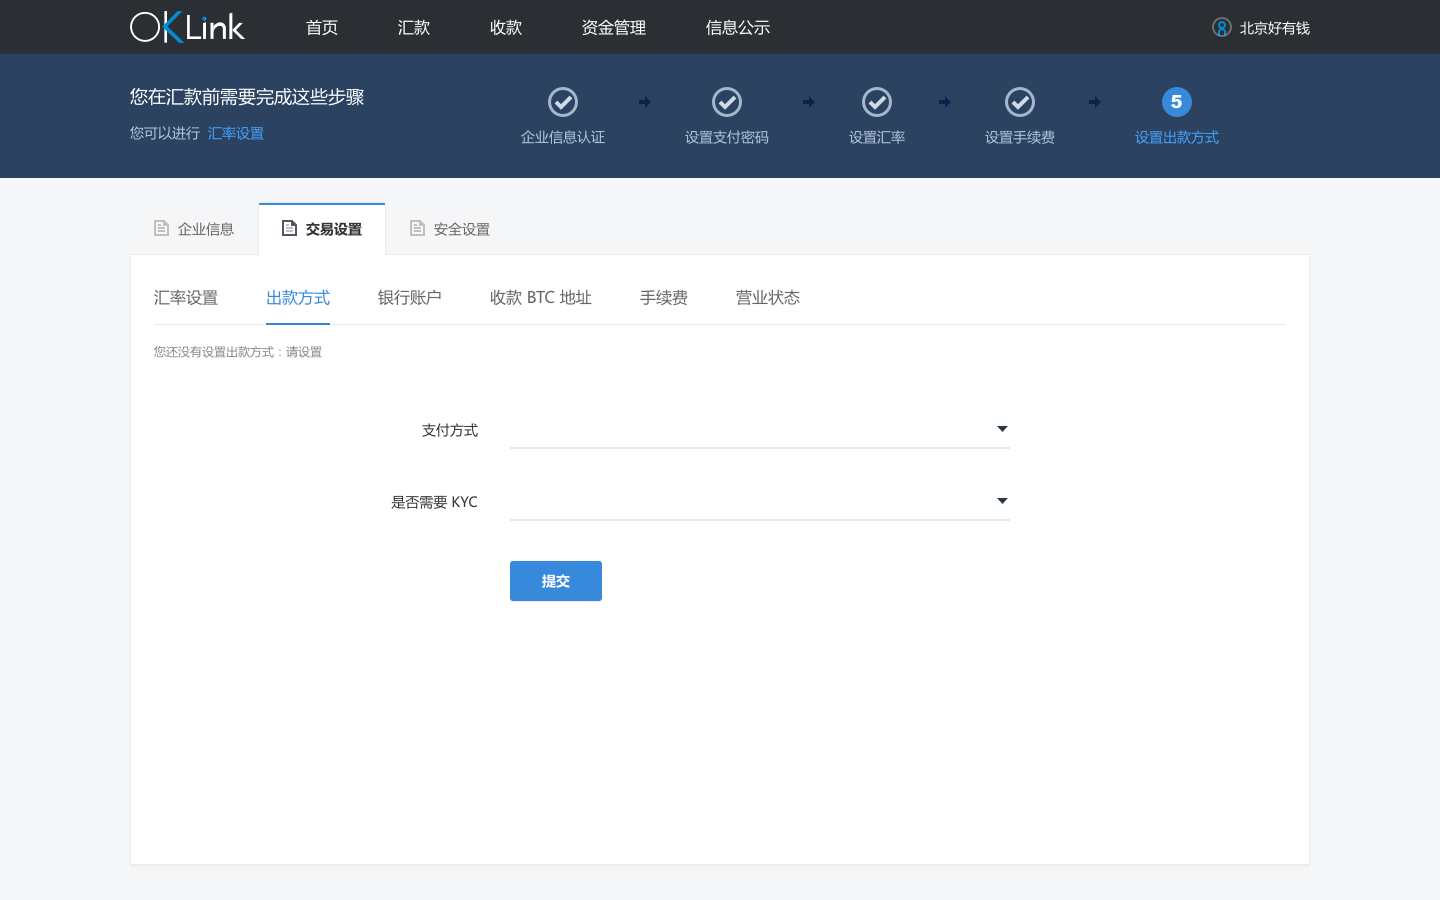 OKLink 首页 汇款 收款 资金管理 信息公示 北京好有钱
您在汇款前需要完成这些步骤
您可以进行 汇率设置
5
企业信息认证 设置支付密码 设置汇率 设置手续费 设置出款方式
企业信息 交易设置 安全设置
汇率设置 出款方式 银行账户 收款 BTC 地址 手续费 营业状态
您还没有设置出款方式：请设置
支付方式
是否需要 KYC
提交